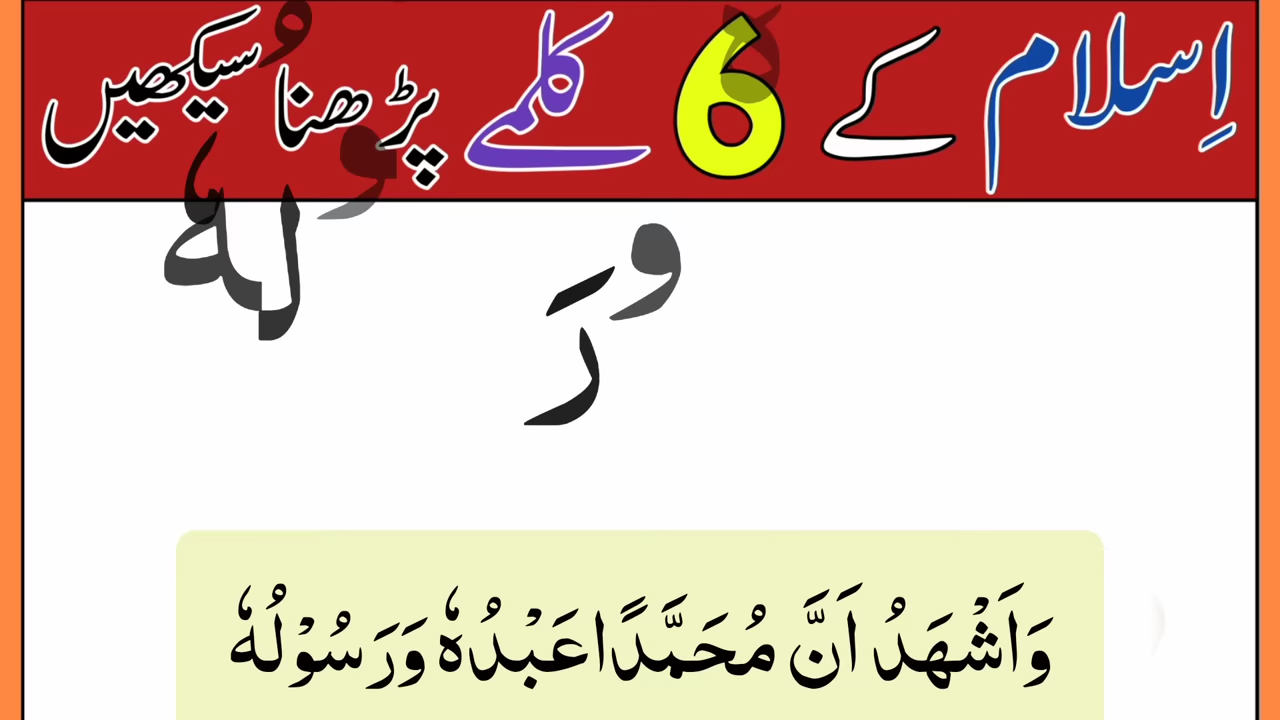 اِسلام کے 6 کلمے پڑھنا سیکھیں
وَرَ
لُهٗ
وَاَشْهَدُ اَنَّ مُحَمَّدًا عَبْدُهٗ وَرَسُوْلُهٗ